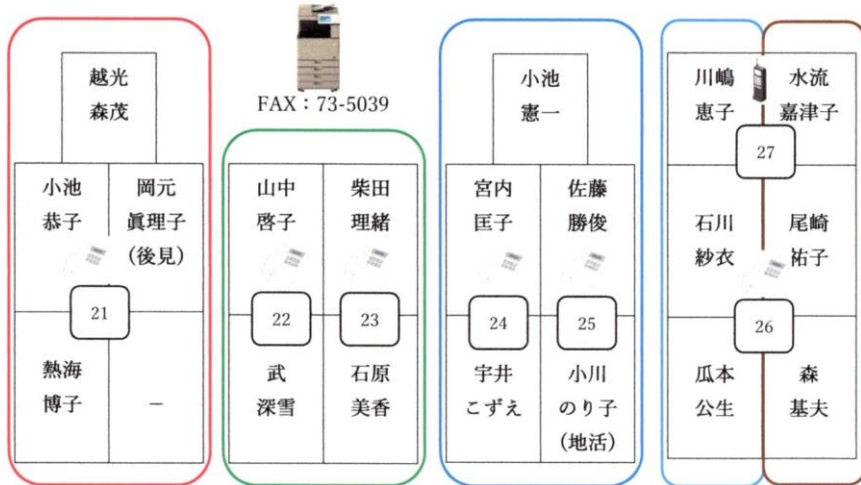 越光
森茂
小池
恭子
岡元
眞理子
(後見)
21
熱海
博子
–
FAX：73-5039
山中
啓子
柴田
理緒
22
23
武
深雪
石原
美香
小池
憲一
宮内
匡子
佐藤
勝俊
24
25
宇井
こずえ
小川
のり子
(地活)
川嶋
恵子
水流
嘉津子
27
石川
紗衣
尾崎
祐子
26
瓜本
公生
森
基夫